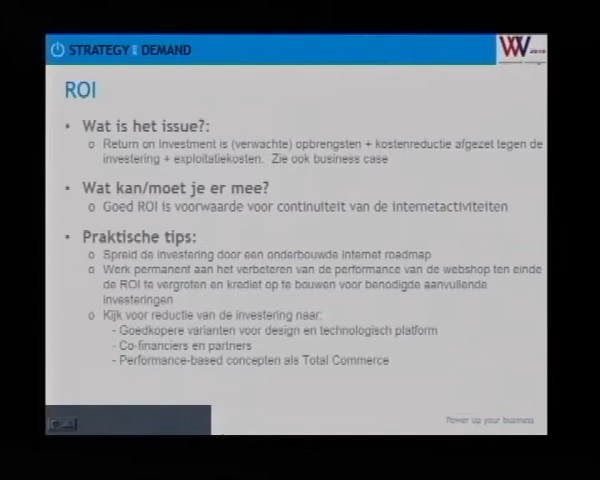 STRATEGY ON DEMAND
WV 2010
ROI
• Wat is het issue?:
o Return on Investment is (verwachte) opbrengsten + kostenreductie afgezet tegen de
investering + exploitatiekosten. Zie ook business case
• Wat kan/moet je er mee?
o Goed ROI is voorwaarde voor continuiteit van de internetactiviteiten
• Praktische tips:
o Spreid de investering door een onderbouwde Internet roadmap
o Werk permanent aan het verbeteren van de performance van de webshop ten einde
de ROI te vergroten en krediet op te bouwen voor benodigde aanvullende
investeringen
o Kijk voor reductie van de investering naar:
- Goedkopere varianten voor design en technologisch platform
- Co-financiers en partners
- Performance-based concepten als Total Commerce
Power up your business